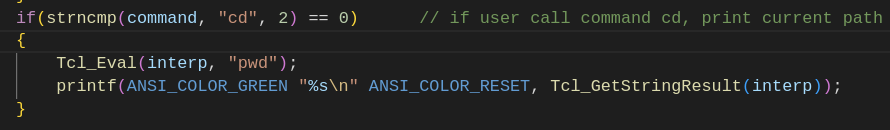 if(strncmp(command, "cd", 2) == 0)      // if user call command cd, print current path
{
    Tcl_Eval(interp, "pwd");
    printf(ANSI_COLOR_GREEN "%s\n" ANSI_COLOR_RESET, Tcl_GetStringResult(interp));
}